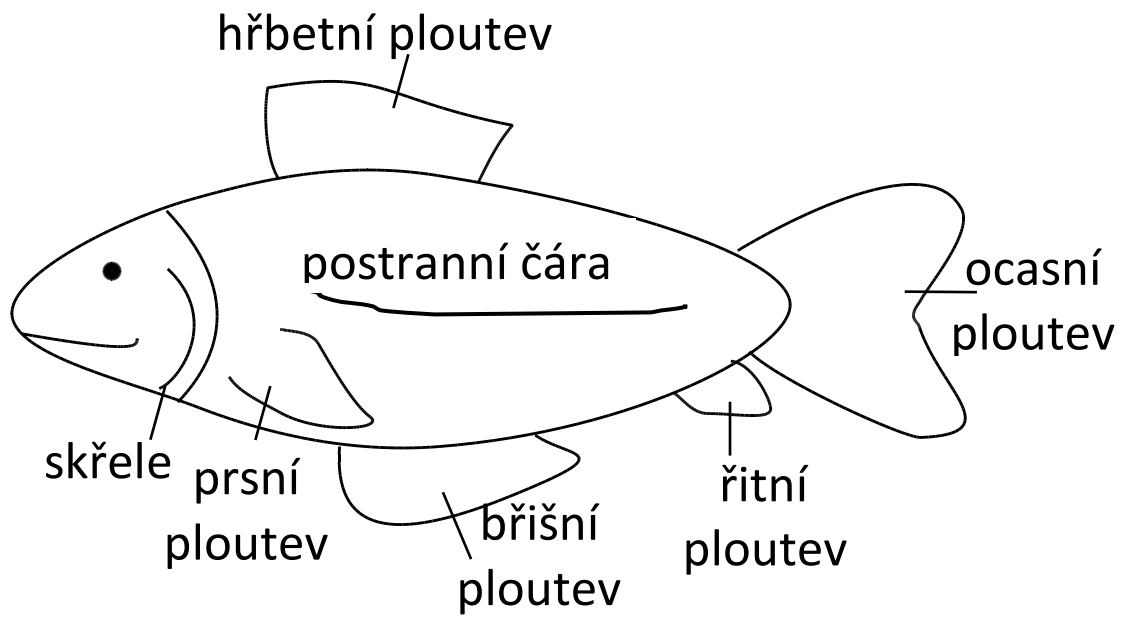 hřbetní ploutev
postranní čára
ocasní
ploutev
skřele
prsní
ploutev
břišní
ploutev
řitní
ploutev